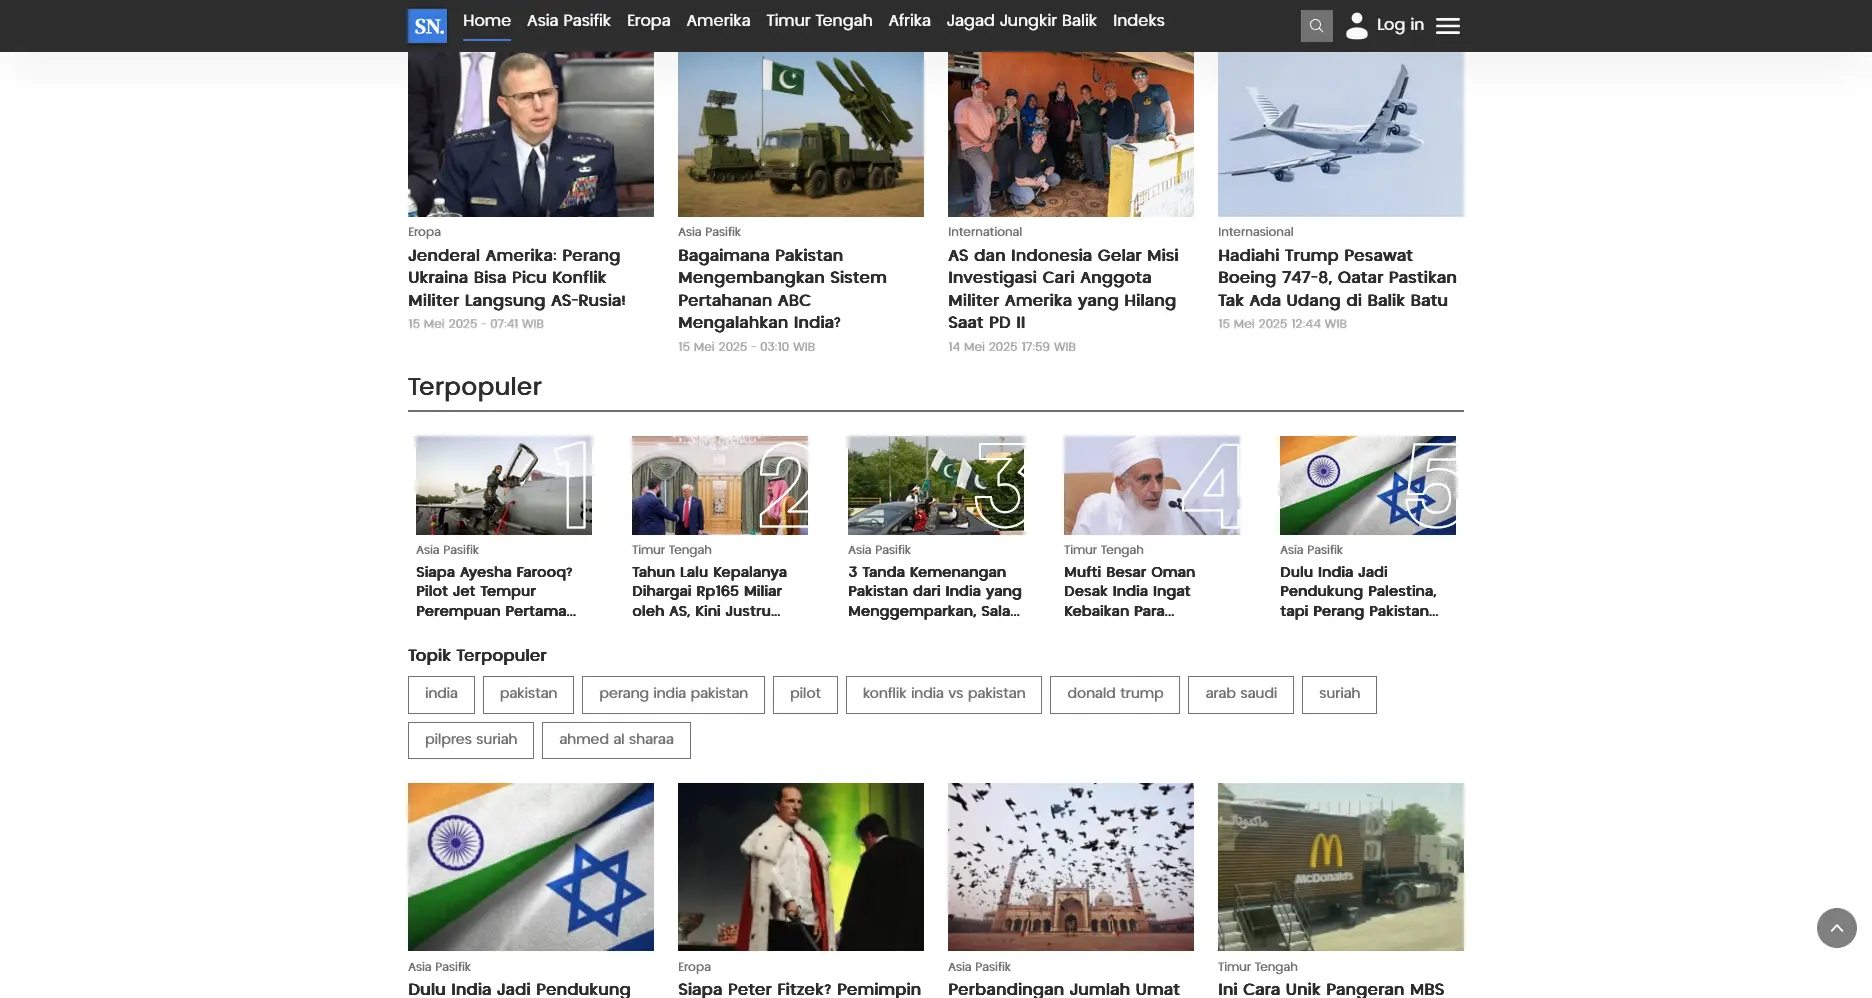 SN.
Home Asia Pasifik Eropa Amerika Timur Tengah Afrika Jagad Jungkir Balik Indeks
Log in
Eropa
Jenderal Amerika: Perang
Ukraina Bisa Picu Konflik
Militer Langsung AS-Rusia!
15 Mei 2025 - 07:41 WIB
Asia Pasifik
Bagaimana Pakistan
Mengembangkan Sistem
Pertahanan ABC
Mengalahkan India?
15 Mei 2025 - 03:10 WIB
International
AS dan Indonesia Gelar Misi
Investigasi Cari Anggota
Militer Amerika yang Hilang
Saat PD II
14 Mei 2025 17:59 WIB
Internasional
Hadiahi Trump Pesawat
Boeing 747-8, Qatar Pastikan
Tak Ada Udang di Balik Batu
15 Mei 2025 12:44 WIB
Terpopuler
1
Asia Pasifik
Siapa Ayesha Farooq?
Pilot Jet Tempur
Perempuan Pertama...
2
Timur Tengah
Tahun Lalu Kepalanya
Dihargai Rp165 Miliar
oleh AS, Kini Justru...
3
Asia Pasifik
3 Tanda Kemenangan
Pakistan dari India yang
Menggemparkan, Sala...
4
Timur Tengah
Mufti Besar Oman
Desak India Ingat
Kebaikan Para...
5
Asia Pasifik
Dulu India Jadi
Pendukung Palestina,
tapi Perang Pakistan...
Topik Terpopuler
india
pakistan
perang india pakistan
pilot
konflik india vs pakistan
donald trump
arab saudi
suriah
pilpres suriah
ahmed al sharaa
Asia Pasifik
Dulu India Jadi Pendukung
Eropa
Siapa Peter Fitzek? Pemimpin
Asia Pasifik
Perbandingan Jumlah Umat
ماكدونالدز
McDonald's
Timur Tengah
Ini Cara Unik Pangeran MBS